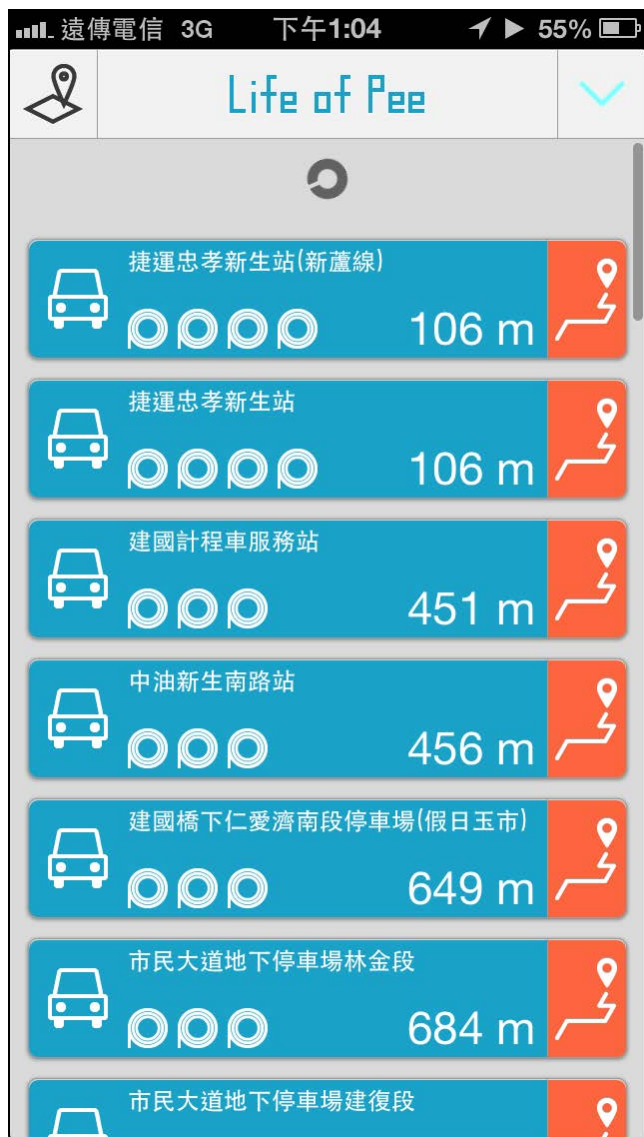 遠傳電信 3G 下午1:04 55%
Life of Pee
捷運忠孝新生站(新蘆線)
106 m
捷運忠孝新生站
106 m
建國計程車服務站
451 m
中油新生南路站
456 m
建國橋下仁愛濟南段停車場(假日玉市)
649 m
市民大道地下停車場林金段
684 m
市民大道地下停車場建復段